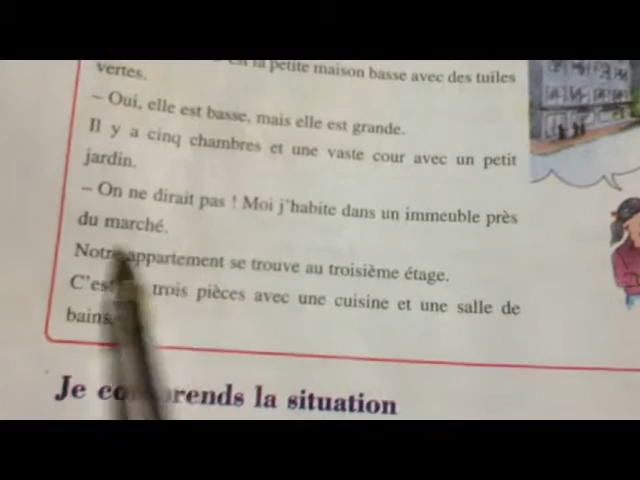 la petite maison basse avec des tuiles
vertes.
– Oui, elle est basse, mais elle est grande.
Il y a cinq chambres et une vaste cour avec un petit
jardin.
– On ne dirait pas ! Moi j'habite dans un immeuble près
du marché.
Notre appartement se trouve au troisième étage.
C'est trois pièces avec une cuisine et une salle de
bains.
Je comprends la situation